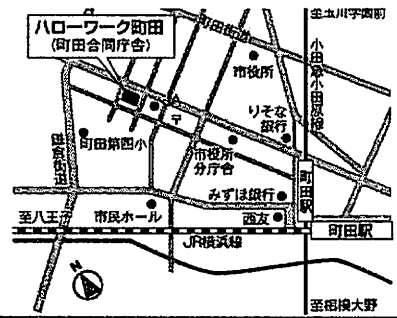 ハローワーク町田
(町田合同庁舎)
町田街道
至玉川学園前
小田急小田原線
市役所
りそな
銀行
〒
町田第四小
市役所
分庁舎
町田駅
みずほ銀行
西友
町田駅
至八王子
市民ホール
JR横浜線
N
至相模大野